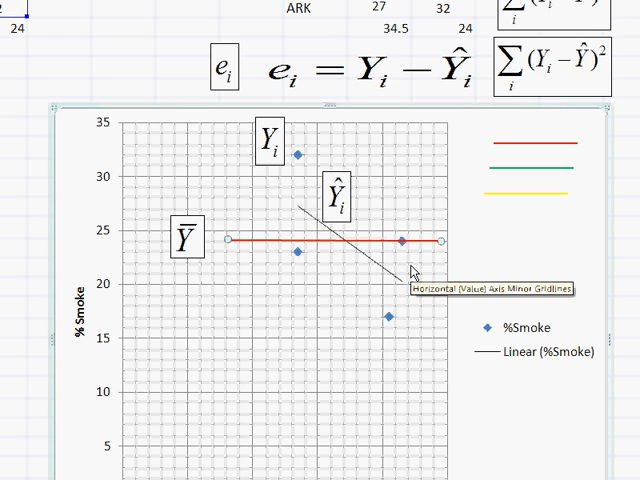 ARK 27 32
24 34.5 24
e_i e_i = Y_i − Ŷ_i ∑_i (Y_i − Ŷ)²
35
Y_i
30
Ŷ_i
25
Ȳ
20
Horizontal (Value) Axis Minor Gridlines
% Smoke
%Smoke
15
Linear (%Smoke)
10
5